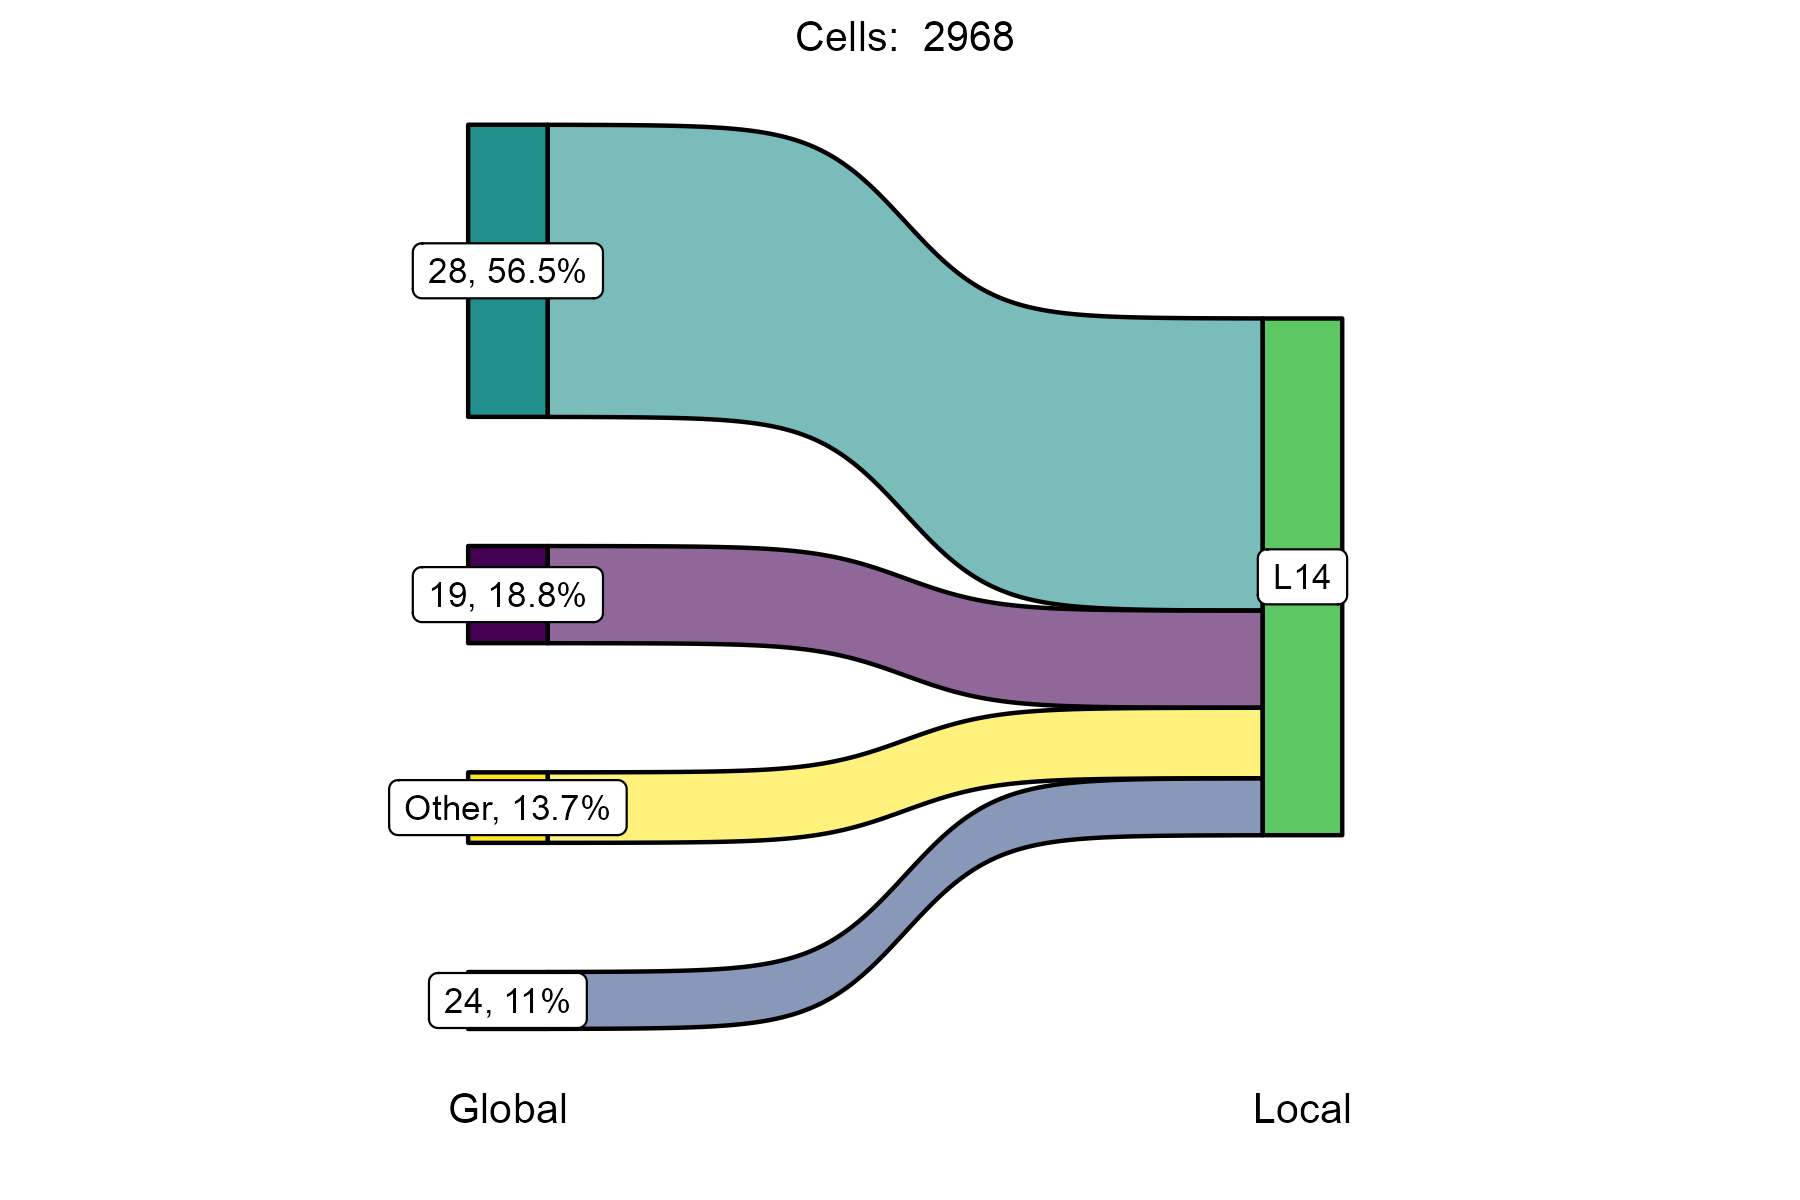 Cells:  2968
28, 56.5%
L14
19, 18.8%
Other, 13.7%
24, 11%
Global
Local